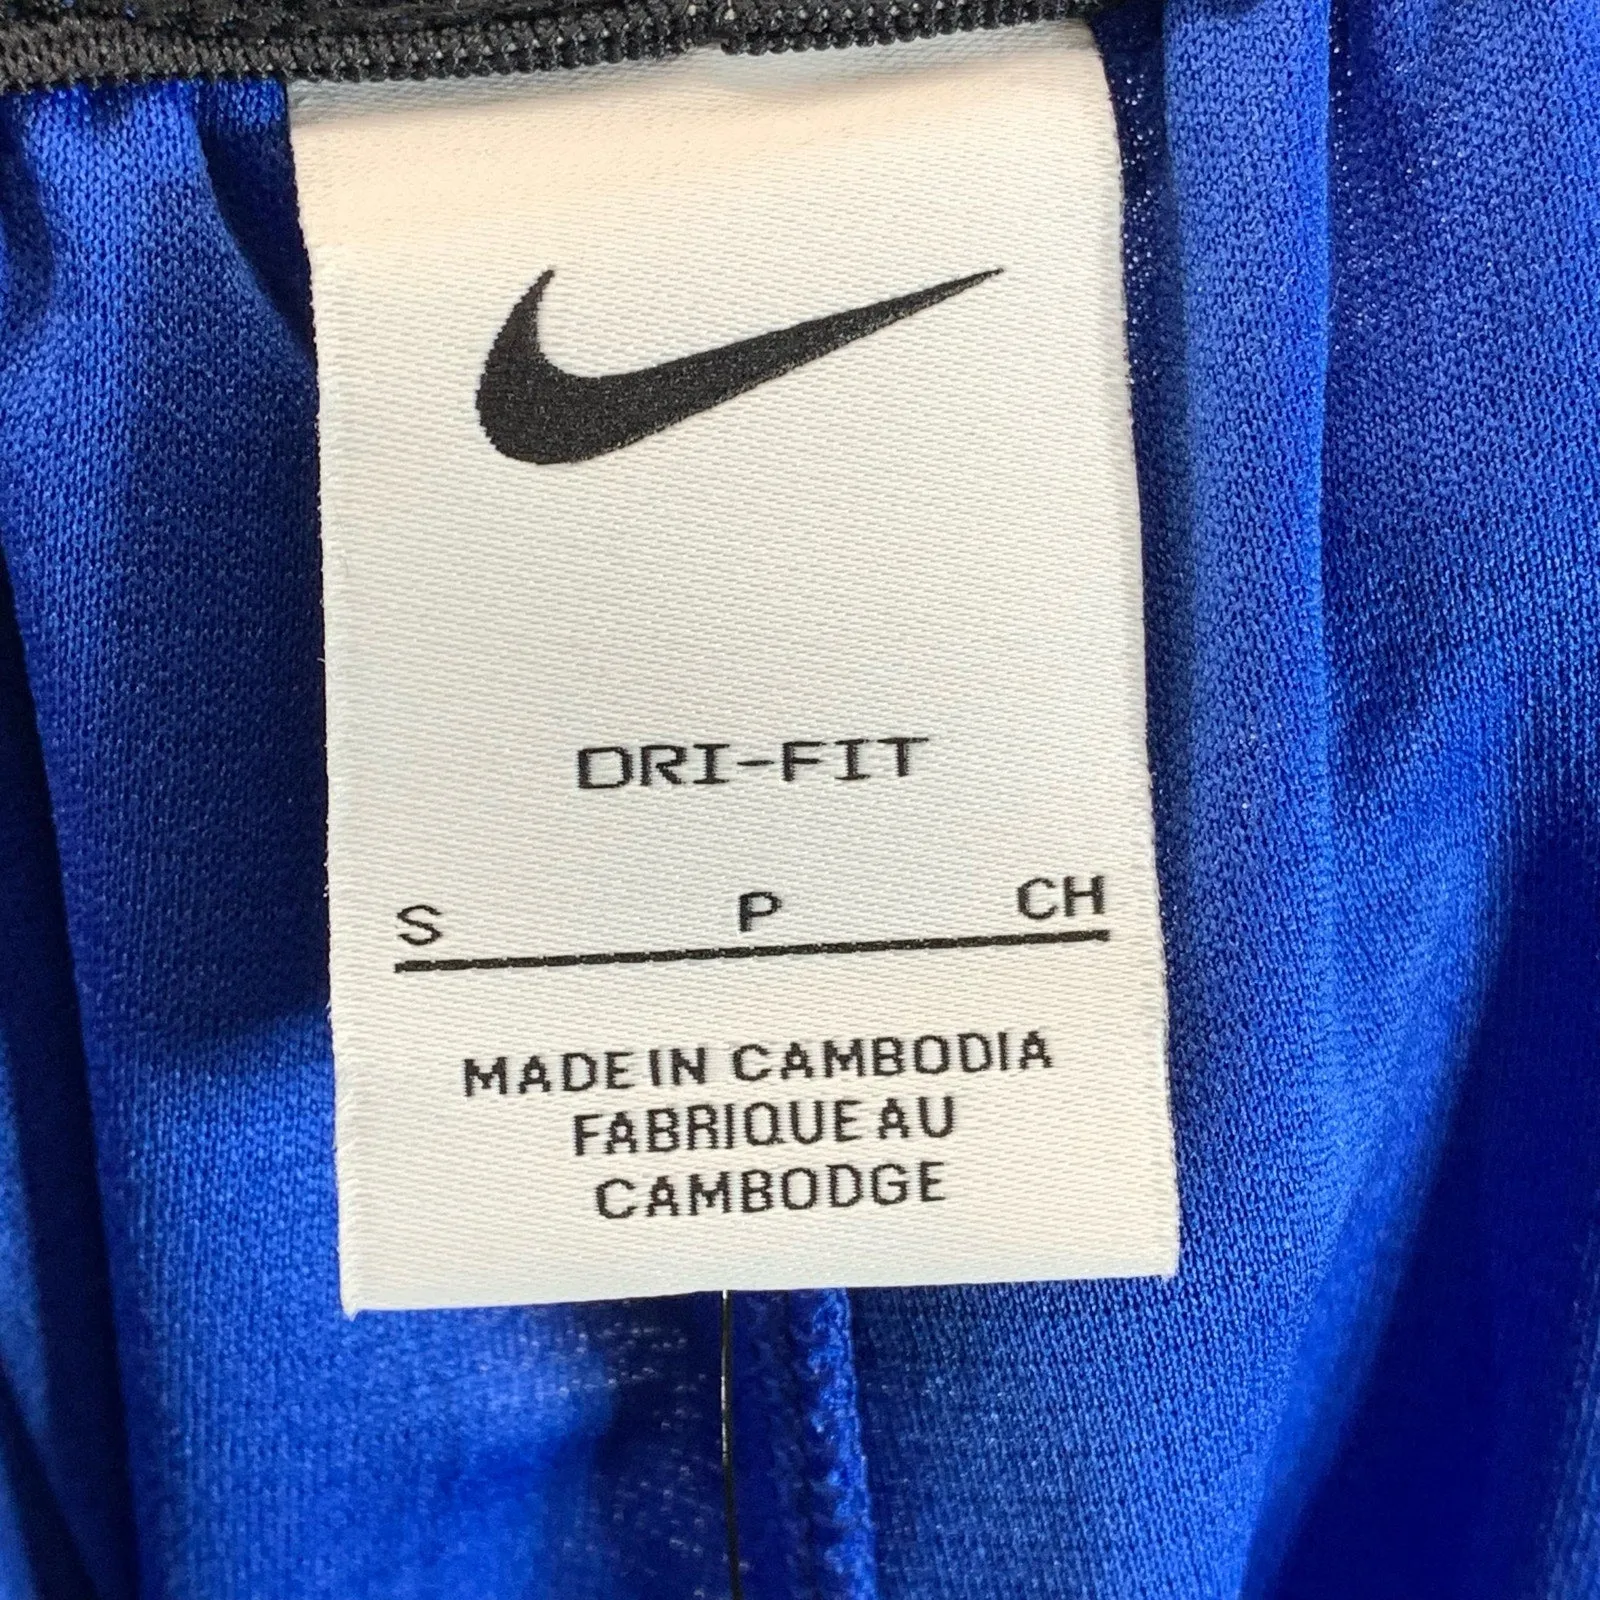 DRI-FIT
S P CH
MADE IN CAMBODIA
FABRIQUE AU
CAMBODGE